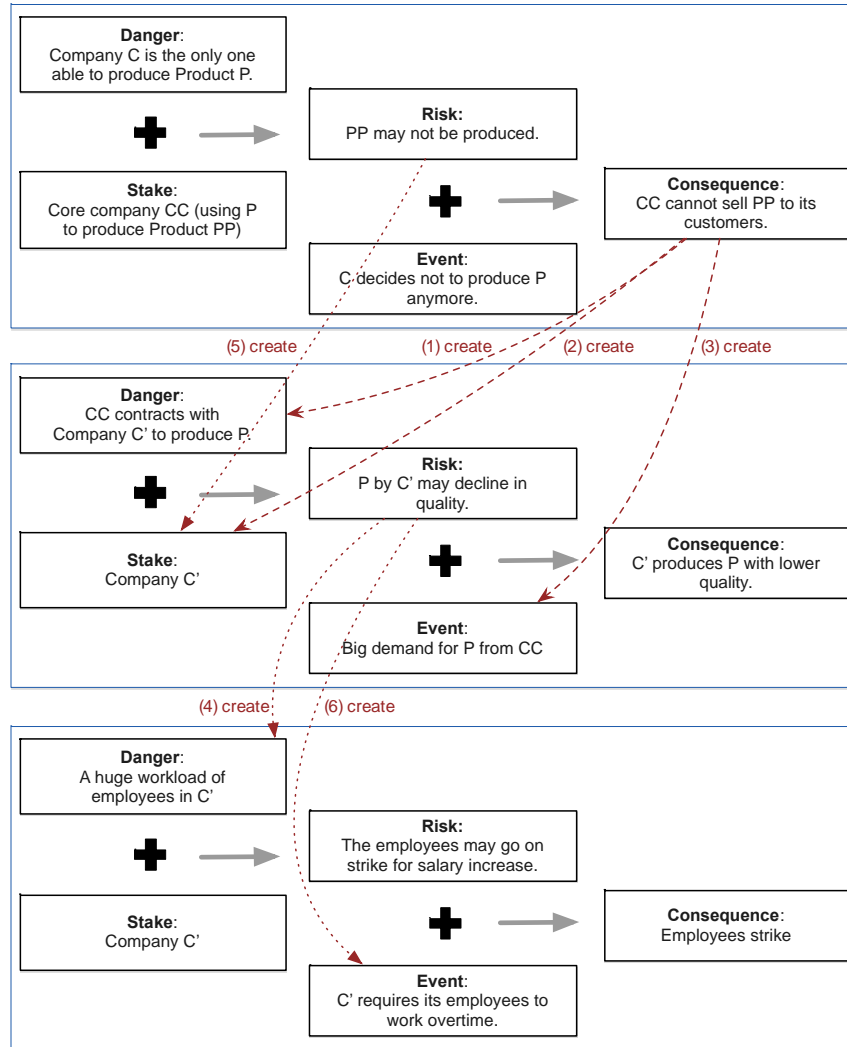 Danger:
Company C is the only one
able to produce Product P.
Risk:
PP may not be produced.
Stake:
Core company CC (using P
to produce Product PP)
Consequence:
CC cannot sell PP to its
customers.
Event:
C decides not to produce P
anymore.
(5) create
(1) create
(2) create
(3) create
Danger:
CC contracts with
Company C’ to produce P.
Risk:
P by C’ may decline in
quality.
Stake:
Company C’
Consequence:
C’ produces P with lower
quality.
Event:
Big demand for P from CC
(4) create
(6) create
Danger:
A huge workload of
employees in C’
Risk:
The employees may go on
strike for salary increase.
Stake:
Company C’
Consequence:
Employees strike
Event:
C’ requires its employees to
work overtime.